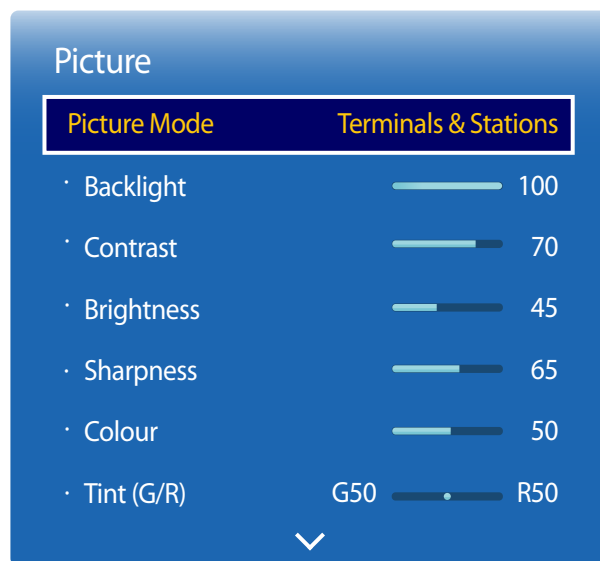 Picture
Picture Mode Terminals & Stations
· Backlight 100
· Contrast 70
· Brightness 45
· Sharpness 65
· Colour 50
· Tint (G/R) G50 R50